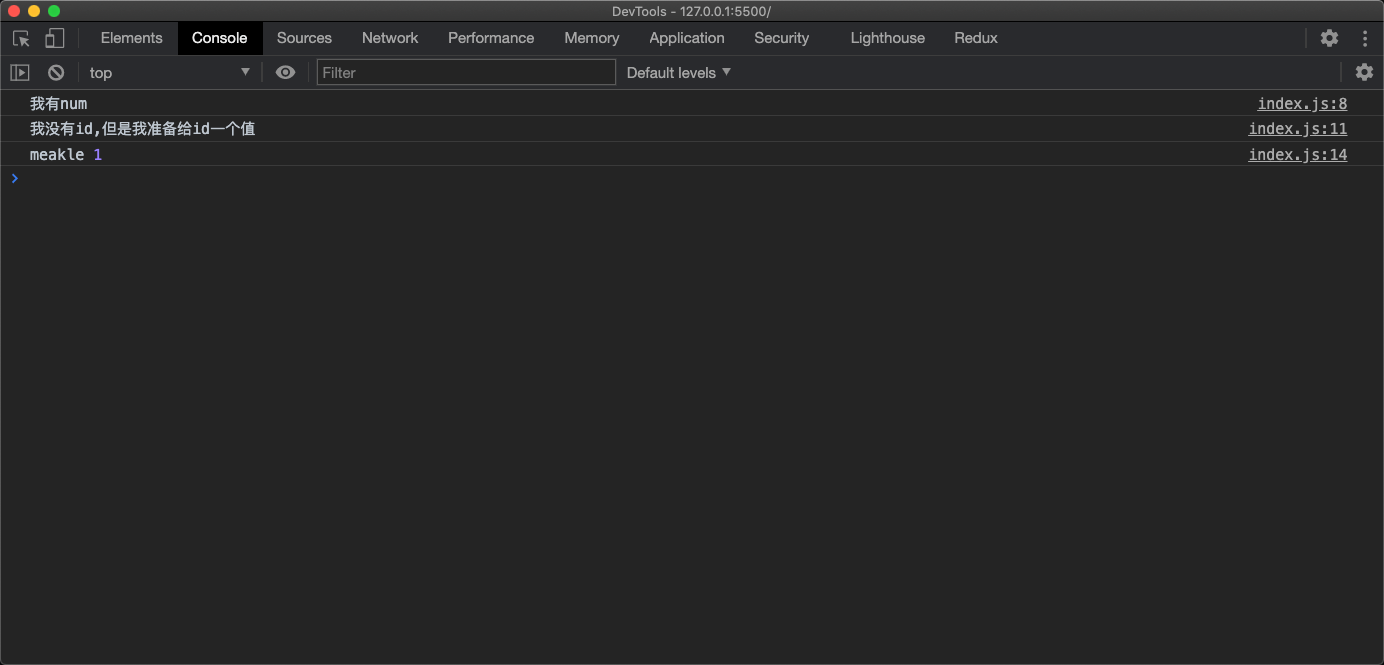 DevTools - 127.0.0.1:5500/
Elements Console Sources Network Performance Memory Application Security Lighthouse Redux
top Filter Default levels
我有num index.js:8
我没有id,但是我准备给id一个值 index.js:11
meakle 1 index.js:14